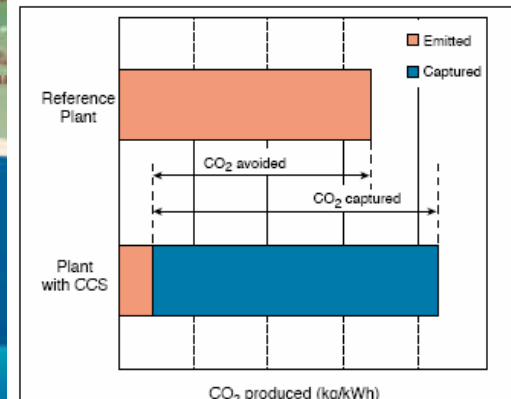 Emitted
Captured
Reference
Plant
CO2 avoided
CO2 captured
Plant
with CCS
CO2 produced (kg/kWh)